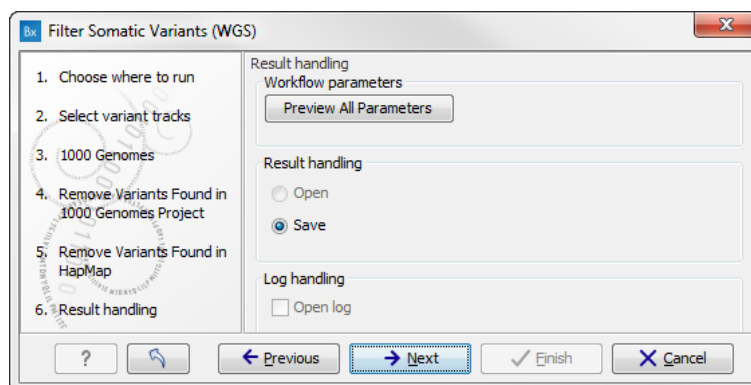 Bx Filter Somatic Variants (WGS)
1. Choose where to run
2. Select variant tracks
3. 1000 Genomes
4. Remove Variants Found in
1000 Genomes Project
5. Remove Variants Found in
HapMap
6. Result handling
Result handling
Workflow parameters
Preview All Parameters
Result handling
Open
Save
Log handling
Open log
?
Previous
Next
Finish
Cancel